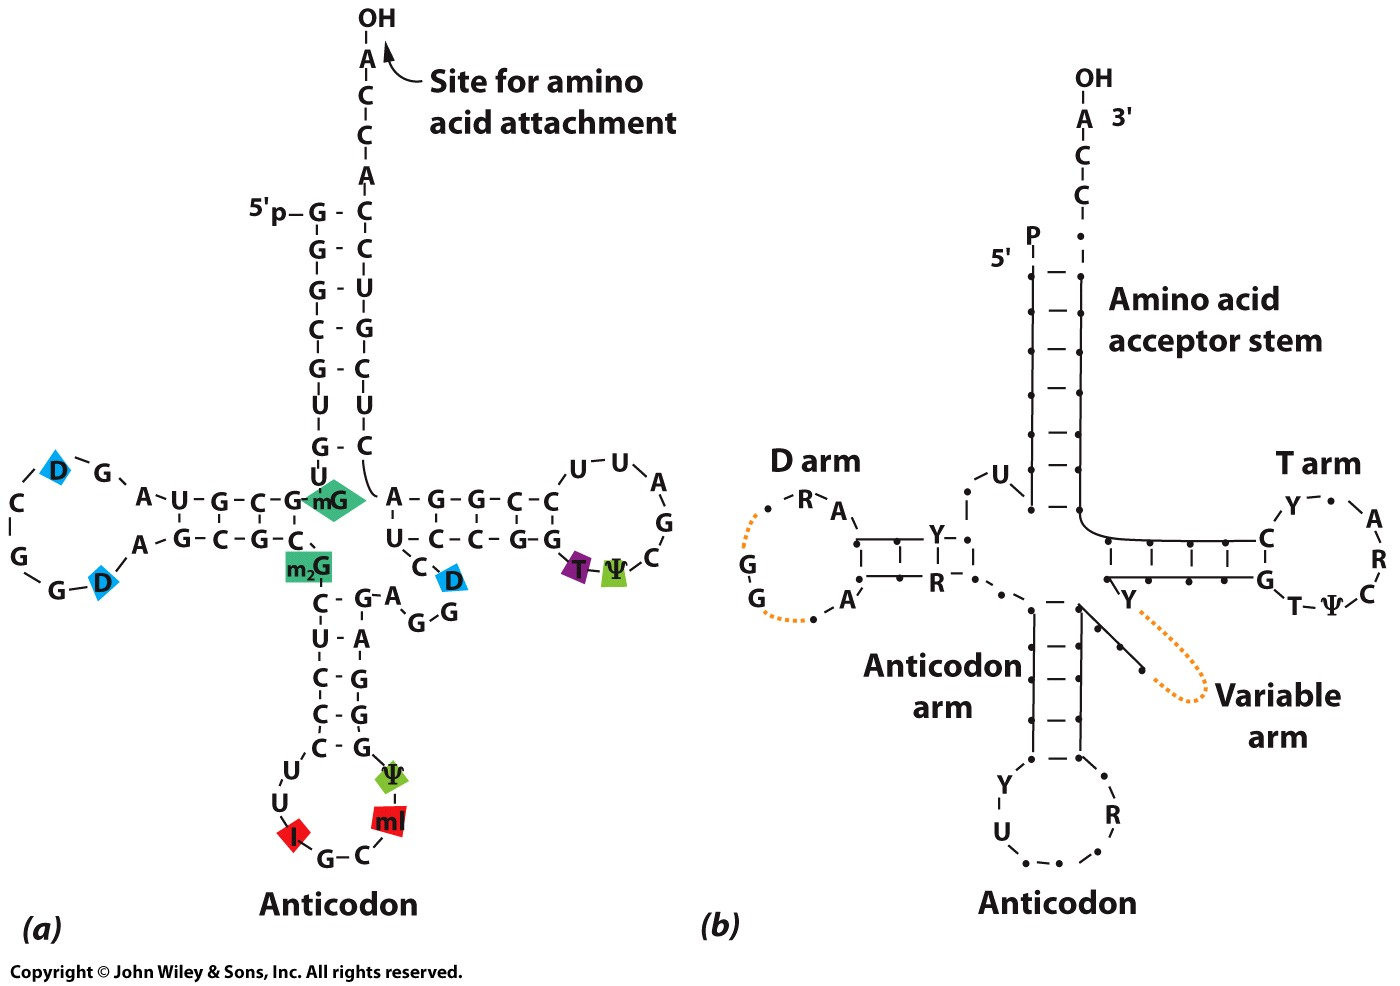 OH
A
C
C
A
Site for amino
acid attachment
5'p–G - C
G - C
G U
C - G
G - C
U U
G - C
U
D G
C A U G C G mG
G A G C G C
G D
m₂G
A G G C C U U A
U C C G G G
C D T Ψ C
C - G A G G
U - A
C - G
C - G
C - G
U Ψ
U mI
I G C
Anticodon
(a)
OH
A 3'
C
C
P
5'
Amino acid
acceptor stem
U
D arm
R A Y
G
G A R
T arm
C Y A
R
G T Ψ C
Y
Anticodon
arm
Variable
arm
Y
U R
Anticodon
(b)
Copyright © John Wiley & Sons, Inc. All rights reserved.